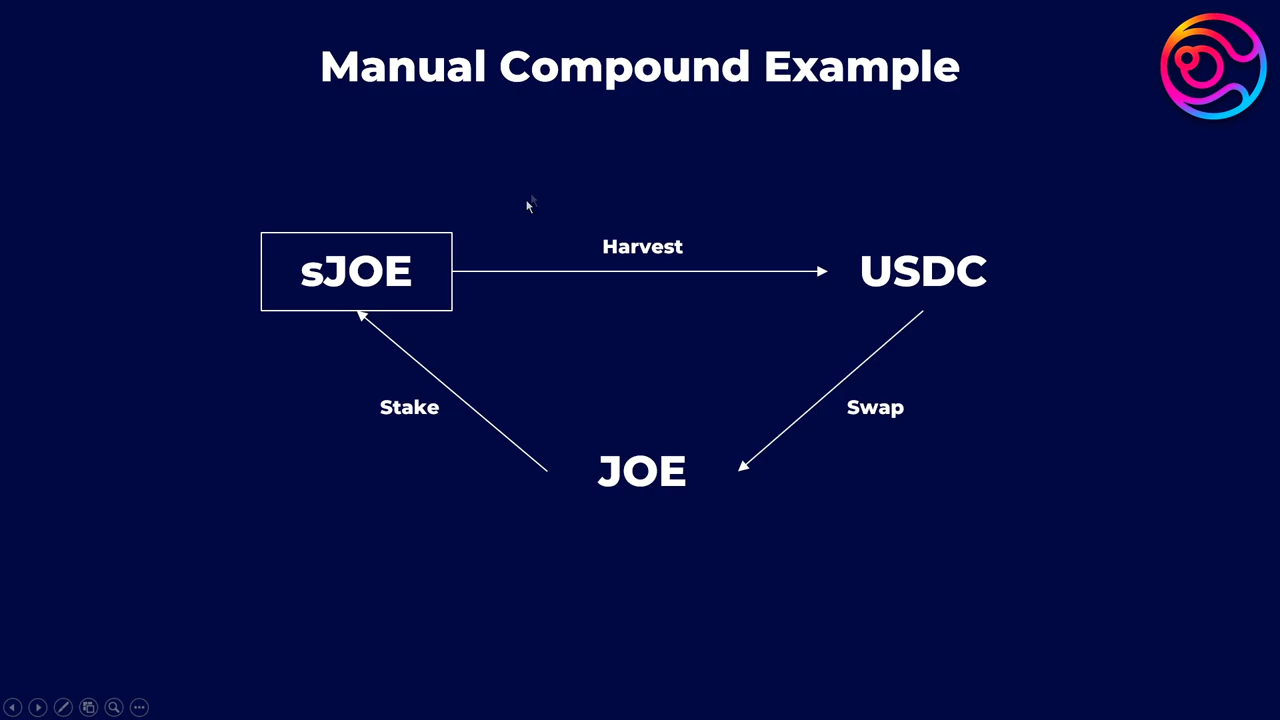 Manual Compound Example
Harvest
sJOE
USDC
Stake
Swap
JOE